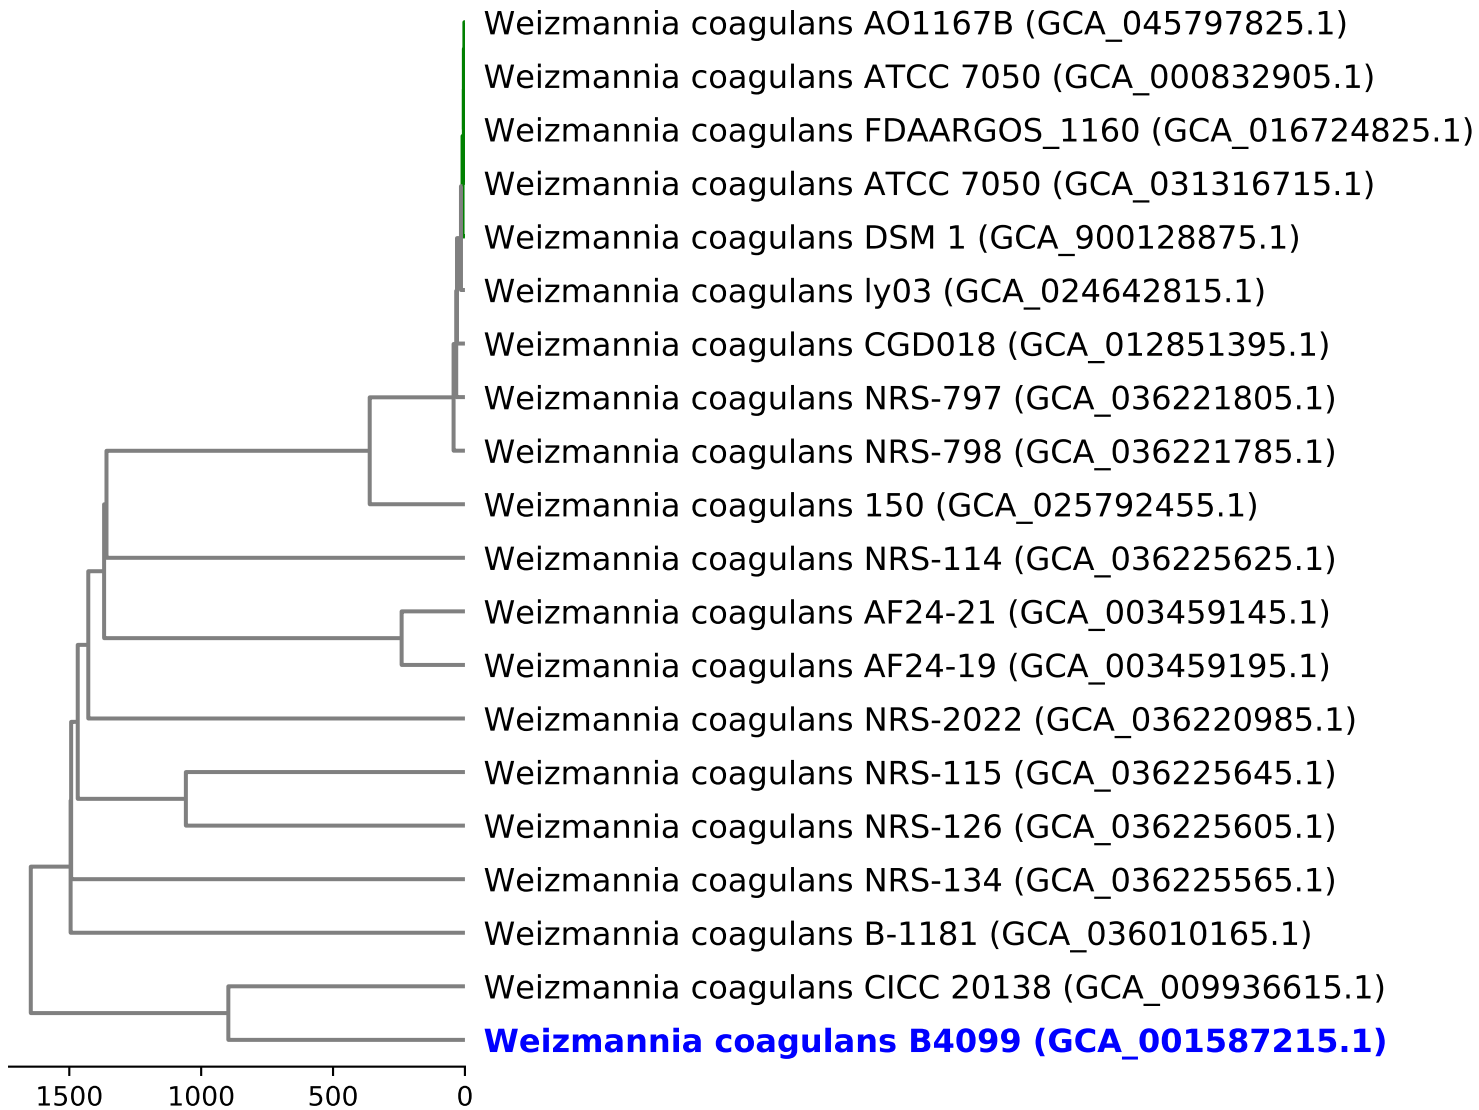 Weizmannia coagulans AO1167B (GCA_045797825.1)
Weizmannia coagulans ATCC 7050 (GCA_000832905.1)
Weizmannia coagulans FDAARGOS_1160 (GCA_016724825.1)
Weizmannia coagulans ATCC 7050 (GCA_031316715.1)
Weizmannia coagulans DSM 1 (GCA_900128875.1)
Weizmannia coagulans ly03 (GCA_024642815.1)
Weizmannia coagulans CGD018 (GCA_012851395.1)
Weizmannia coagulans NRS-797 (GCA_036221805.1)
Weizmannia coagulans NRS-798 (GCA_036221785.1)
Weizmannia coagulans 150 (GCA_025792455.1)
Weizmannia coagulans NRS-114 (GCA_036225625.1)
Weizmannia coagulans AF24-21 (GCA_003459145.1)
Weizmannia coagulans AF24-19 (GCA_003459195.1)
Weizmannia coagulans NRS-2022 (GCA_036220985.1)
Weizmannia coagulans NRS-115 (GCA_036225645.1)
Weizmannia coagulans NRS-126 (GCA_036225605.1)
Weizmannia coagulans NRS-134 (GCA_036225565.1)
Weizmannia coagulans B-1181 (GCA_036010165.1)
Weizmannia coagulans CICC 20138 (GCA_009936615.1)
Weizmannia coagulans B4099 (GCA_001587215.1)
1500 1000 500 0